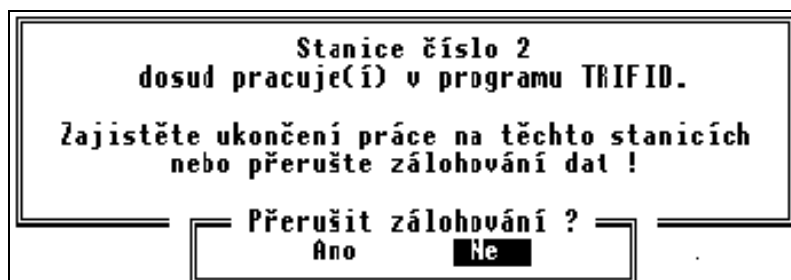 Stanice číslo 2
dosud pracuje(í) v programu TRIFID.
Zajistěte ukončení práce na těchto stanicích
nebo přerušte zálohování dat !
Přerušit zálohování ?
Ano Ne